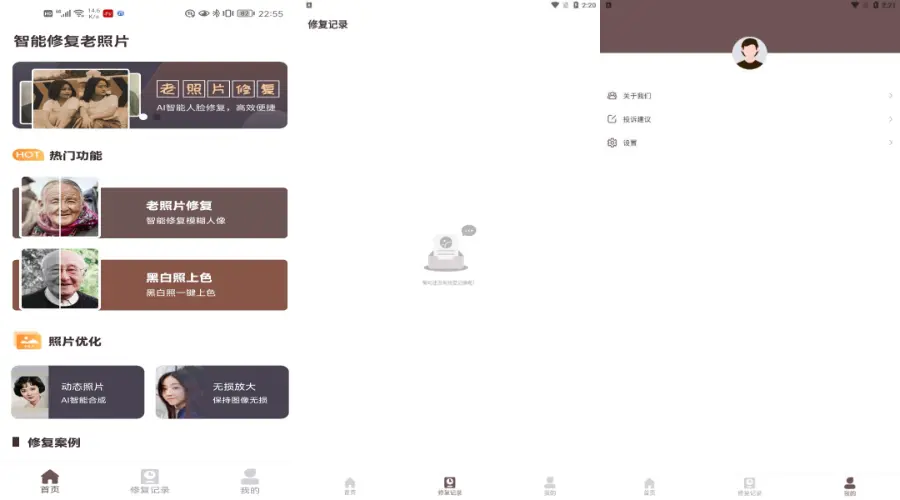 HD 5G 14.6 K/s 82 22:55
智能修复老照片
老照片修复
AI智能人脸修复，高效便捷
HOT 热门功能
老照片修复
智能修复模糊人像
黑白照上色
黑白照一键上色
照片优化
动态照片
AI智能合成
无损放大
保持图像无损
修复案例
首页
修复记录
我的
A 2:20
修复记录
首页
修复记录
我的
A 2:21
关于我们
投诉建议
设置
首页
修复记录
我的